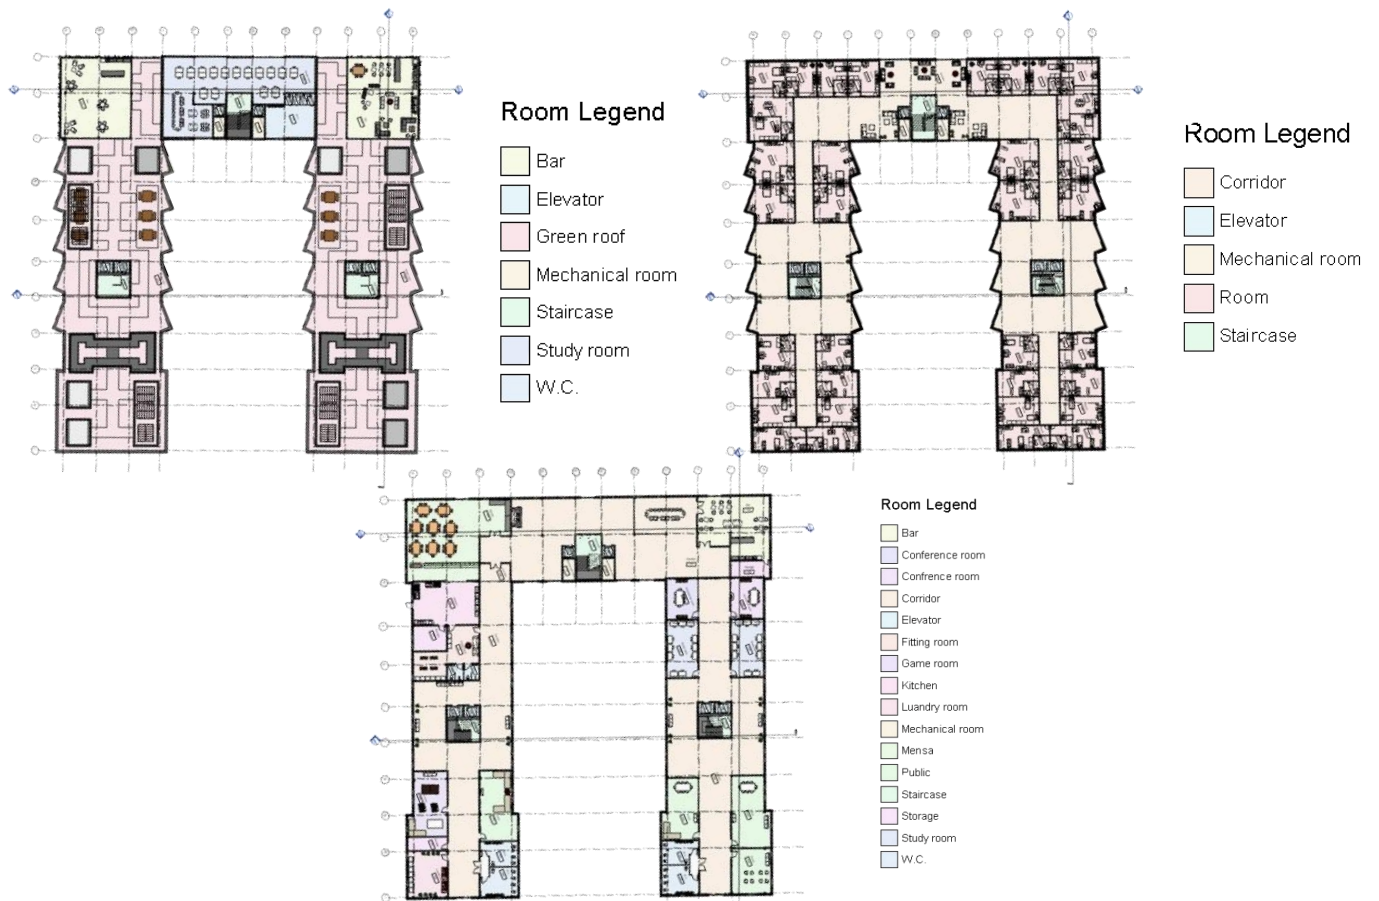 Room Legend
Bar
Elevator
Green roof
Mechanical room
Staircase
Study room
W.C.
Room Legend
Corridor
Elevator
Mechanical room
Room
Staircase
Room Legend
Bar
Conference room
Confrence room
Corridor
Elevator
Fitting room
Game room
Kitchen
Luandry room
Mechanical room
Mensa
Public
Staircase
Storage
Study room
W.C.